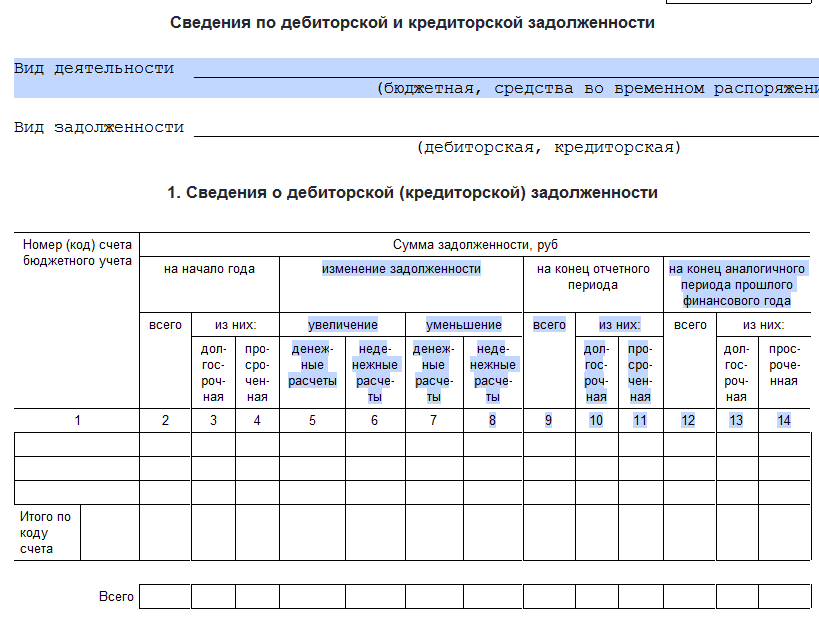 Сведения по дебиторской и кредиторской задолженности
Вид деятельности
(бюджетная, средства во временном распоряжени
Вид задолженности
(дебиторская, кредиторская)
1. Сведения о дебиторской (кредиторской) задолженности
Номер (код) счета
бюджетного учета
Сумма задолженности, руб
на начало года
изменение задолженности
на конец отчетного
периода
на конец аналогичного
периода прошлого
финансового года
всего
из них:
увеличение
уменьшение
всего
из них:
всего
из них:
дол-
гос-
роч-
ная
про-
сро-
чен-
ная
денеж-
ные
расчеты
неде-
нежные
расче-
ты
денеж-
ные
расче-
ты
неде-
нежные
расче-
ты
дол-
гос-
роч-
ная
про-
сро-
чен-
ная
дол-
гос-
роч-
ная
прос-
роче-
нная
1 2 3 4 5 6 7 8 9 10 11 12 13 14
Итого по
коду
счета
Всего